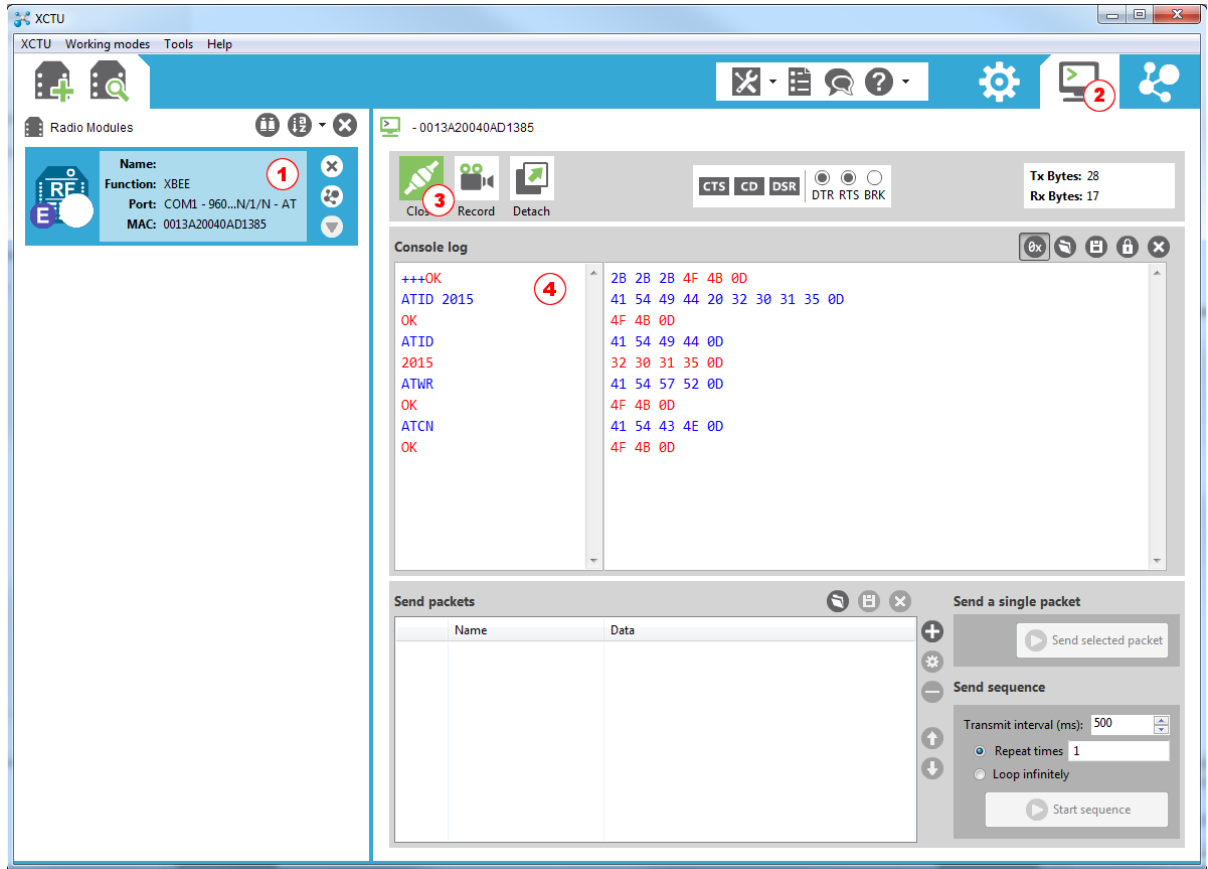 XCTU
XCTU Working modes Tools Help
2
Radio Modules
- 0013A20040AD1385
Name:
Function: XBEE
Port: COM1 - 960...N/1/N - AT
MAC: 0013A20040AD1385
RF
E
1
3
Record
Detach
CTS CD DSR
DTR RTS BRK
Tx Bytes: 28
Rx Bytes: 17
Console log
0x
4
+++OK 2B 2B 2B 4F 4B 0D
ATID 2015 41 54 49 44 20 32 30 31 35 0D
OK 4F 4B 0D
ATID 41 54 49 44 0D
2015 32 30 31 35 0D
ATWR 41 54 57 52 0D
OK 4F 4B 0D
ATCN 41 54 43 4E 0D
OK 4F 4B 0D
Send packets
Name Data
Send a single packet
Send selected packet
Send sequence
Transmit interval (ms): 500
Repeat times 1
Loop infinitely
Start sequence